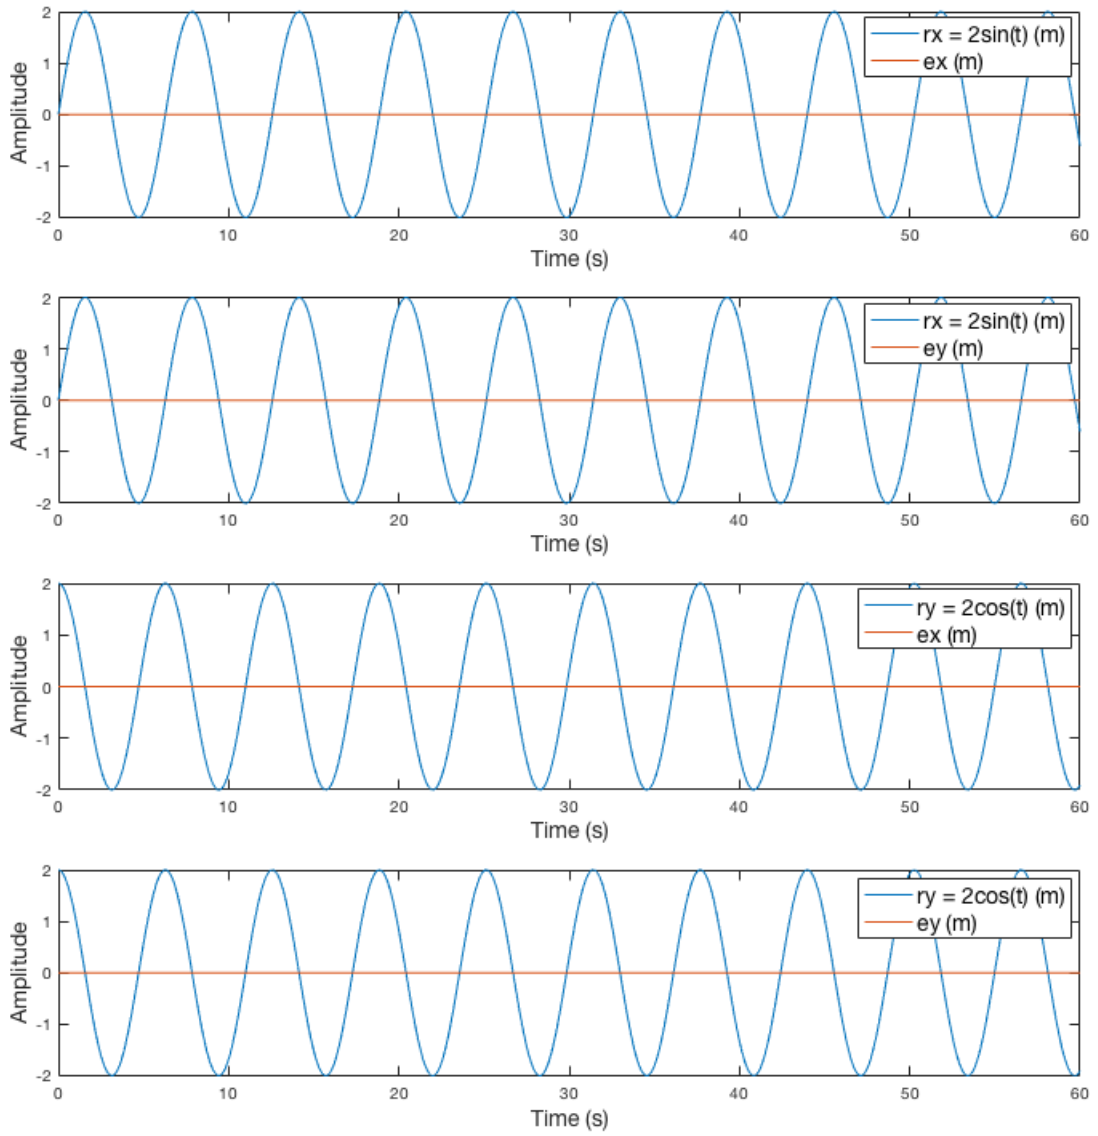 2
1
0
-1
-2
Amplitude
rx = 2sin(t) (m)
ex (m)
0 10 20 30 40 50 60
Time (s)
2
1
0
-1
-2
Amplitude
rx = 2sin(t) (m)
ey (m)
0 10 20 30 40 50 60
Time (s)
2
1
0
-1
-2
Amplitude
ry = 2cos(t) (m)
ex (m)
0 10 20 30 40 50 60
Time (s)
2
1
0
-1
-2
Amplitude
ry = 2cos(t) (m)
ey (m)
0 10 20 30 40 50 60
Time (s)